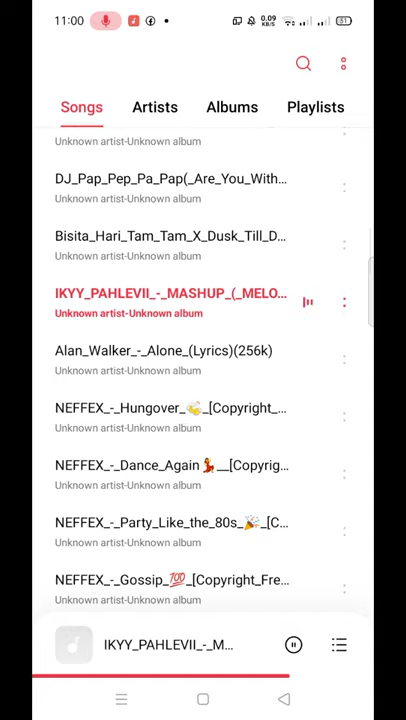 11:00
0.09
KB/S
51
Songs Artists Albums Playlists
Unknown artist-Unknown album
DJ_Pap_Pep_Pa_Pap(_Are_You_With...
Unknown artist-Unknown album
Bisita_Hari_Tam_Tam_X_Dusk_Till_D...
Unknown artist-Unknown album
IKYY_PAHLEVII_-_MASHUP_(_MELO...
Unknown artist-Unknown album
Alan_Walker_-_Alone_(Lyrics)(256k)
Unknown artist-Unknown album
NEFFEX_-_Hungover_🍻_[Copyright_...
Unknown artist-Unknown album
NEFFEX_-_Dance_Again💃__[Copyrig...
Unknown artist-Unknown album
NEFFEX_-_Party_Like_the_80s_🎉_[C...
Unknown artist-Unknown album
NEFFEX_-_Gossip_💯_[Copyright_Fre...
Unknown artist-Unknown album
IKYY_PAHLEVII_-_M...